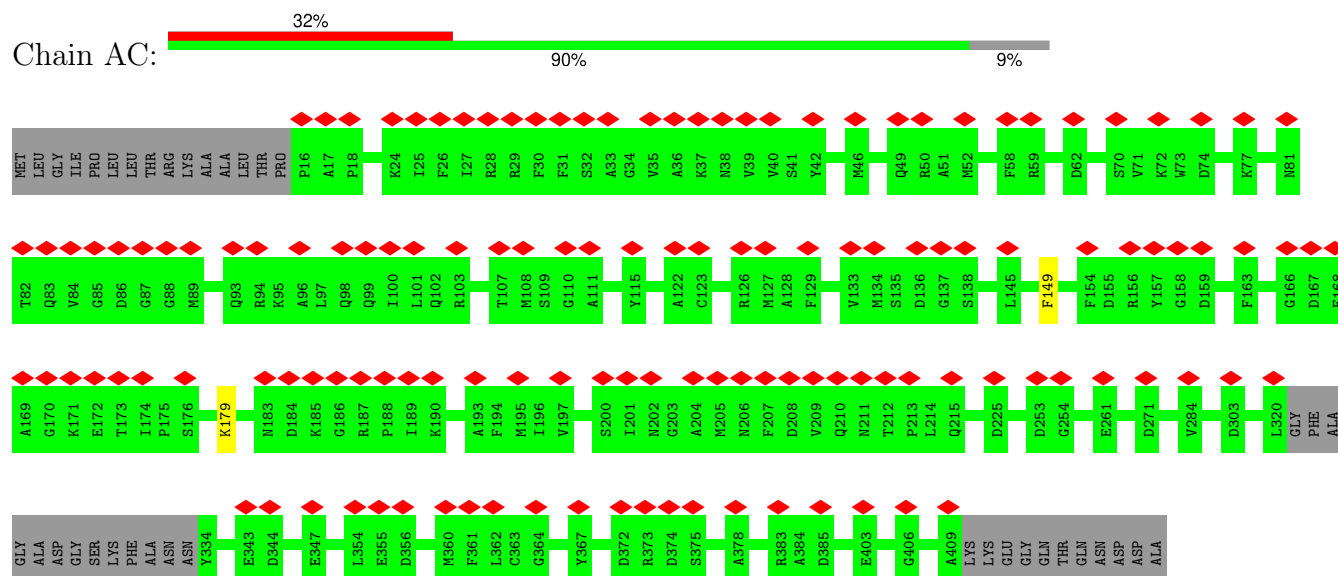 32%
Chain AC:
90% 9%
MET LEU GLY ILE PRO LEU LEU THR ARG LYS ALA ALA LEU THR PRO P16 A17 P18 K24 I25 F26 I27 R28 R29 F30 F31 S32 A33 G34 V35 A36 K37 N38 V39 V40 S41 Y42 M46 Q49 R50 A51 M52 F58 R59 D62 S70 V71 K72 W73 D74 K77 N81
T82 Q83 V84 G85 D86 G87 G88 M89 Q93 R94 K95 A96 L97 Q98 Q99 I100 L101 Q102 R103 T107 M108 S109 G110 A111 Y115 A122 C123 R126 M127 A128 F129 V133 M134 S135 D136 G137 S138 L145 F149 F154 D155 R156 Y157 G158 D159 F163 G166 D167 F168
A169 G170 K171 E172 T173 I174 P175 S176 K179 N183 D184 K185 G186 R187 P188 I189 K190 A193 F194 M195 I196 V197 S200 I201 N202 G203 A204 M205 N206 F207 D208 V209 Q210 N211 T212 P213 L214 Q215 D225 D253 G254 E261 D271 V284 D303 L320 GLY PHE ALA
GLY ALA ASP GLY SER LYS PHE ALA ASN ASN Y334 E343 D344 E347 L354 E355 D356 M360 F361 L362 C363 G364 Y367 D372 R373 D374 S375 A378 R383 A384 D385 E403 G406 A409 LYS LYS GLU GLY GLN THR GLN ASN ASP ASP ALA